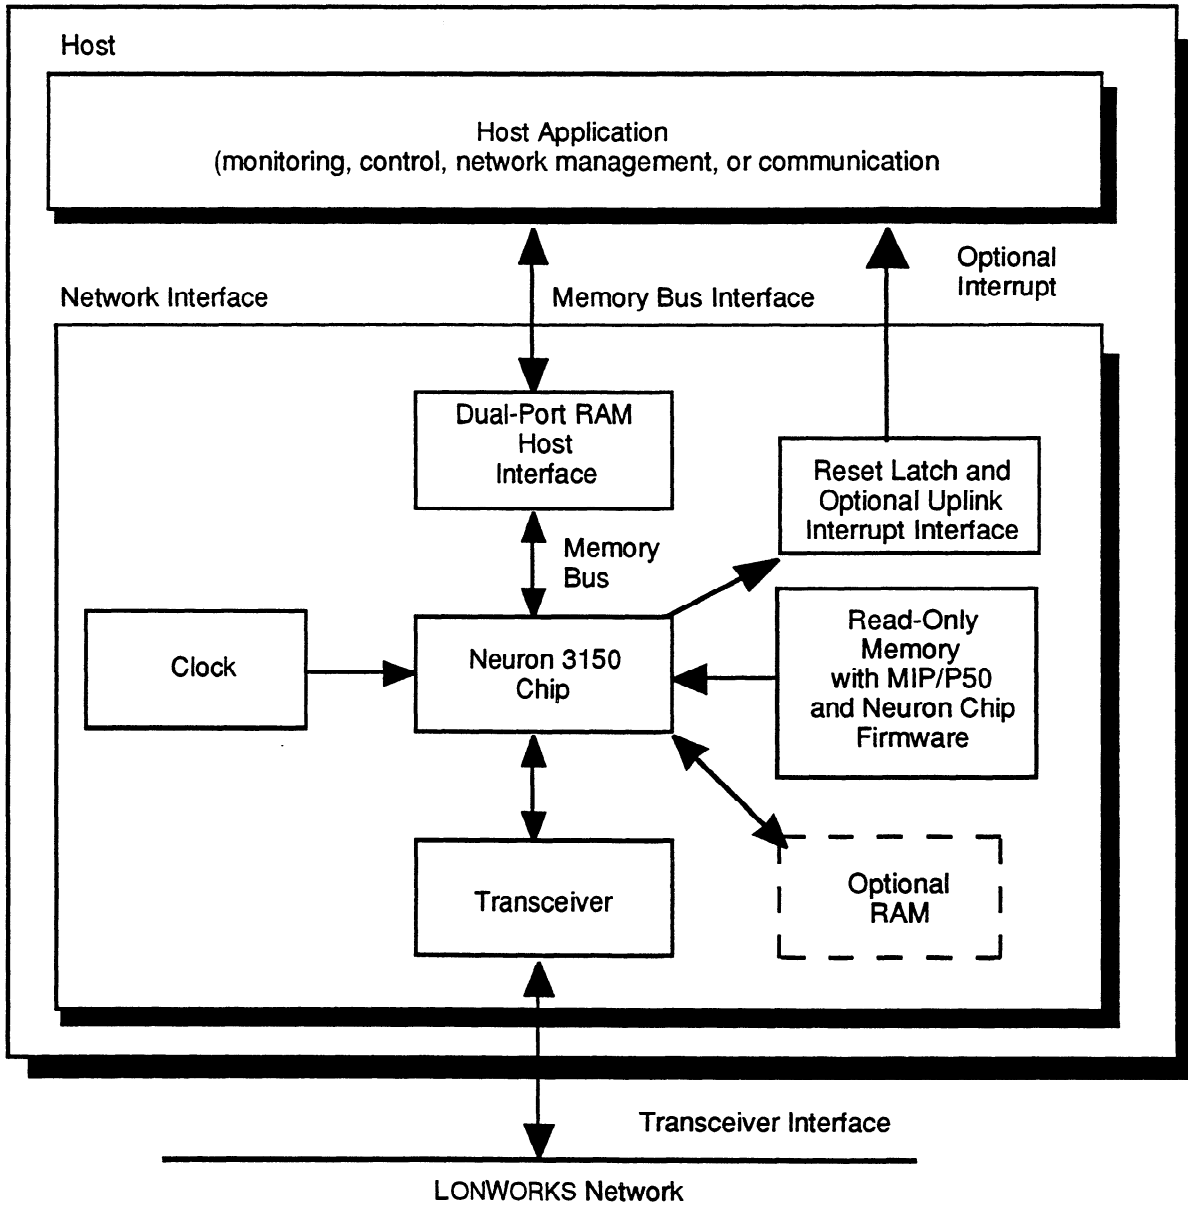 Host
Host Application
(monitoring, control, network management, or communication
Optional
Interrupt
Network Interface
Memory Bus Interface
Dual-Port RAM
Host
Interface
Reset Latch and
Optional Uplink
Interrupt Interface
Memory
Bus
Clock
Neuron 3150
Chip
Read-Only
Memory
with MIP/P50
and Neuron Chip
Firmware
Transceiver
Optional
RAM
Transceiver Interface
LONWORKS Network